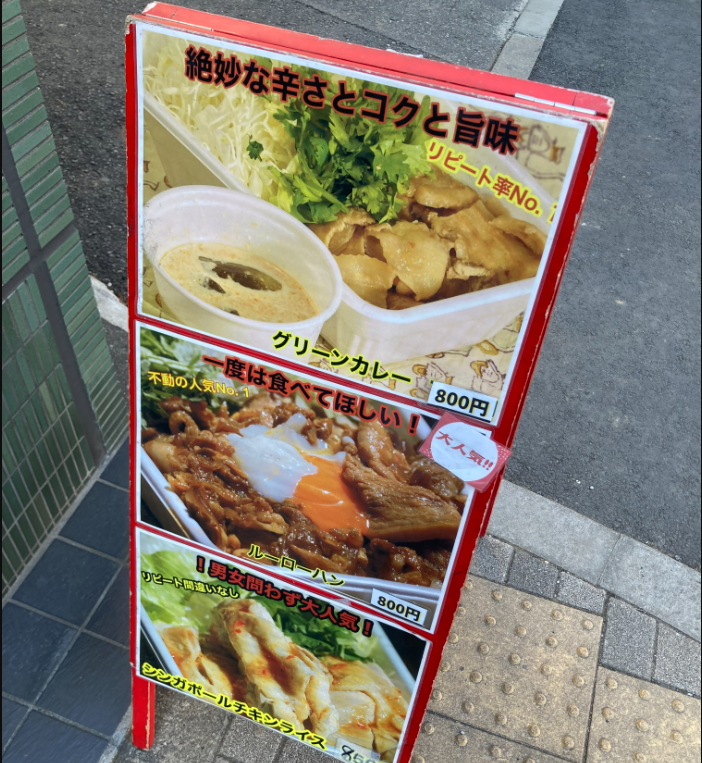 絶妙な辛さとコクと旨味
リピート率No.
グリーンカレー
800円
一度は食べてほしい！
不動の人気No. 1
大人気!!
ルーローハン
800円
！男女問わず大人気！
リピート間違いなし
シンガポールチキンライス